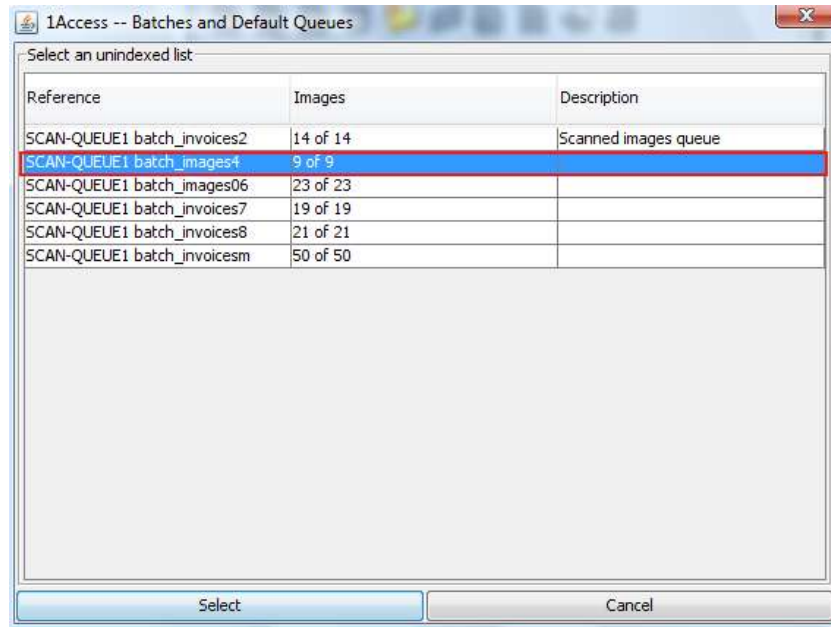 1Access -- Batches and Default Queues
Select an unindexed list
Reference Images Description
SCAN-QUEUE1 batch_invoices2 14 of 14 Scanned images queue
SCAN-QUEUE1 batch_images4 9 of 9
SCAN-QUEUE1 batch_images06 23 of 23
SCAN-QUEUE1 batch_invoices7 19 of 19
SCAN-QUEUE1 batch_invoices8 21 of 21
SCAN-QUEUE1 batch_invoicesm 50 of 50
Select Cancel